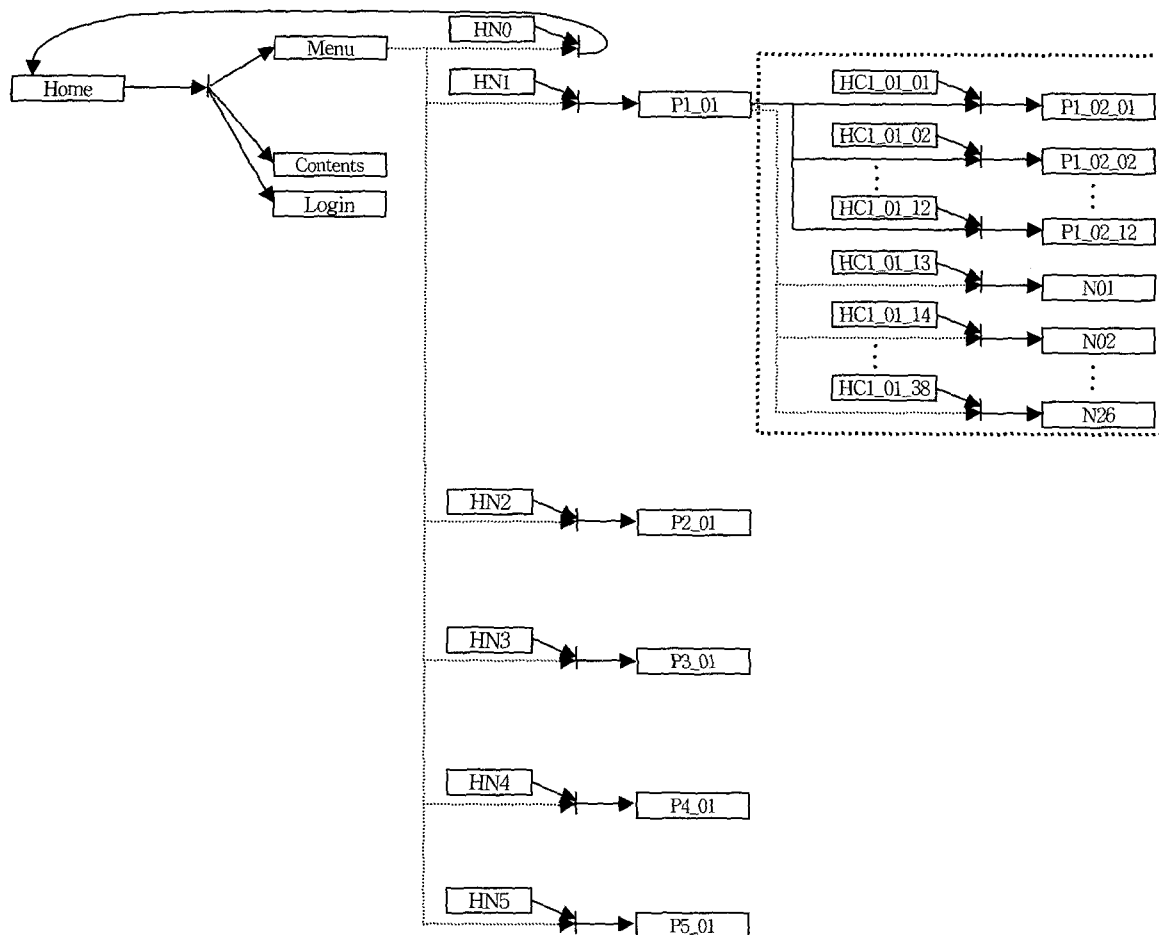 HN0
Menu
Home
HN1
P1_01
Contents
Login
HC1_01_01
P1_02_01
HC1_01_02
P1_02_02
HC1_01_12
P1_02_12
HC1_01_13
N01
HC1_01_14
N02
HC1_01_38
N26
HN2
P2_01
HN3
P3_01
HN4
P4_01
HN5
P5_01